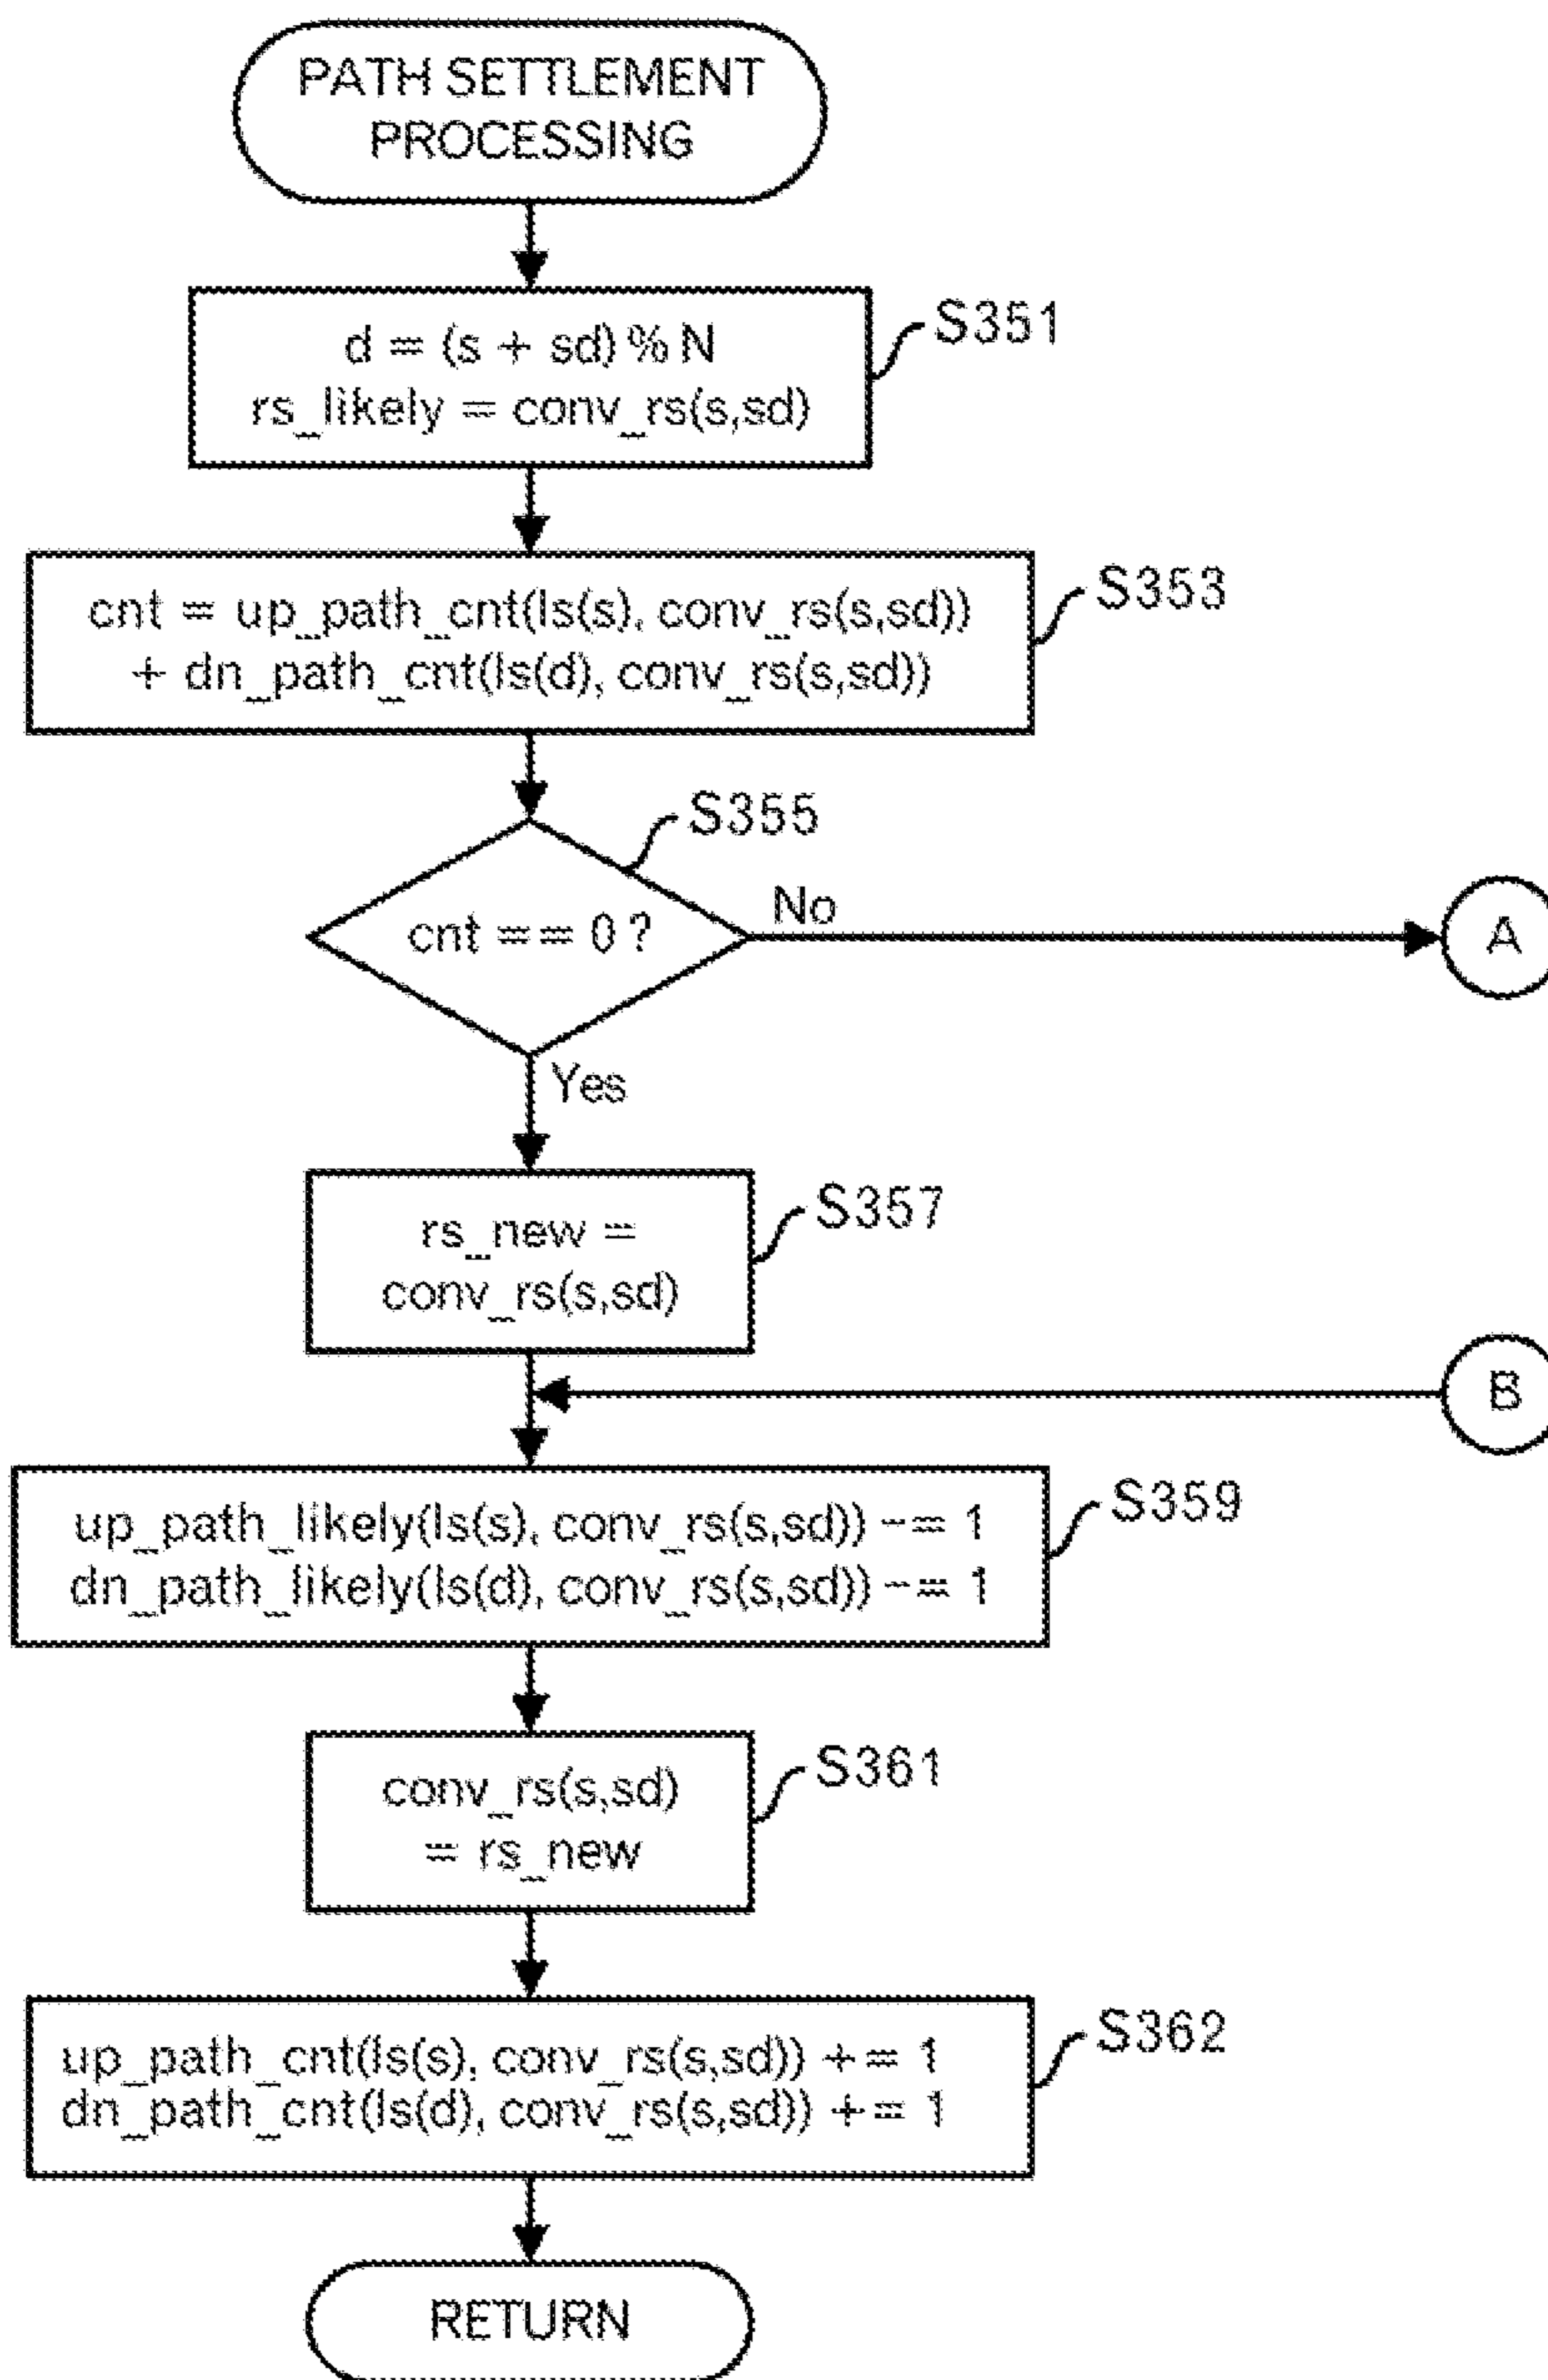 PATH SETTLEMENT
PROCESSING
S351
d = (s + sd) % N
rs_likely = conv_rs(s,sd)
S353
cnt = up_path_cnt(ls(s), conv_rs(s,sd))
+ dn_path_cnt(ls(d), conv_rs(s,sd))
S355
cnt == 0 ?
No
A
Yes
S357
rs_new =
conv_rs(s,sd)
B
S359
up_path_likely(ls(s), conv_rs(s,sd)) -= 1
dn_path_likely(ls(d), conv_rs(s,sd)) -= 1
S361
conv_rs(s,sd)
= rs_new
S362
up_path_cnt(ls(s), conv_rs(s,sd)) += 1
dn_path_cnt(ls(d), conv_rs(s,sd)) += 1
RETURN